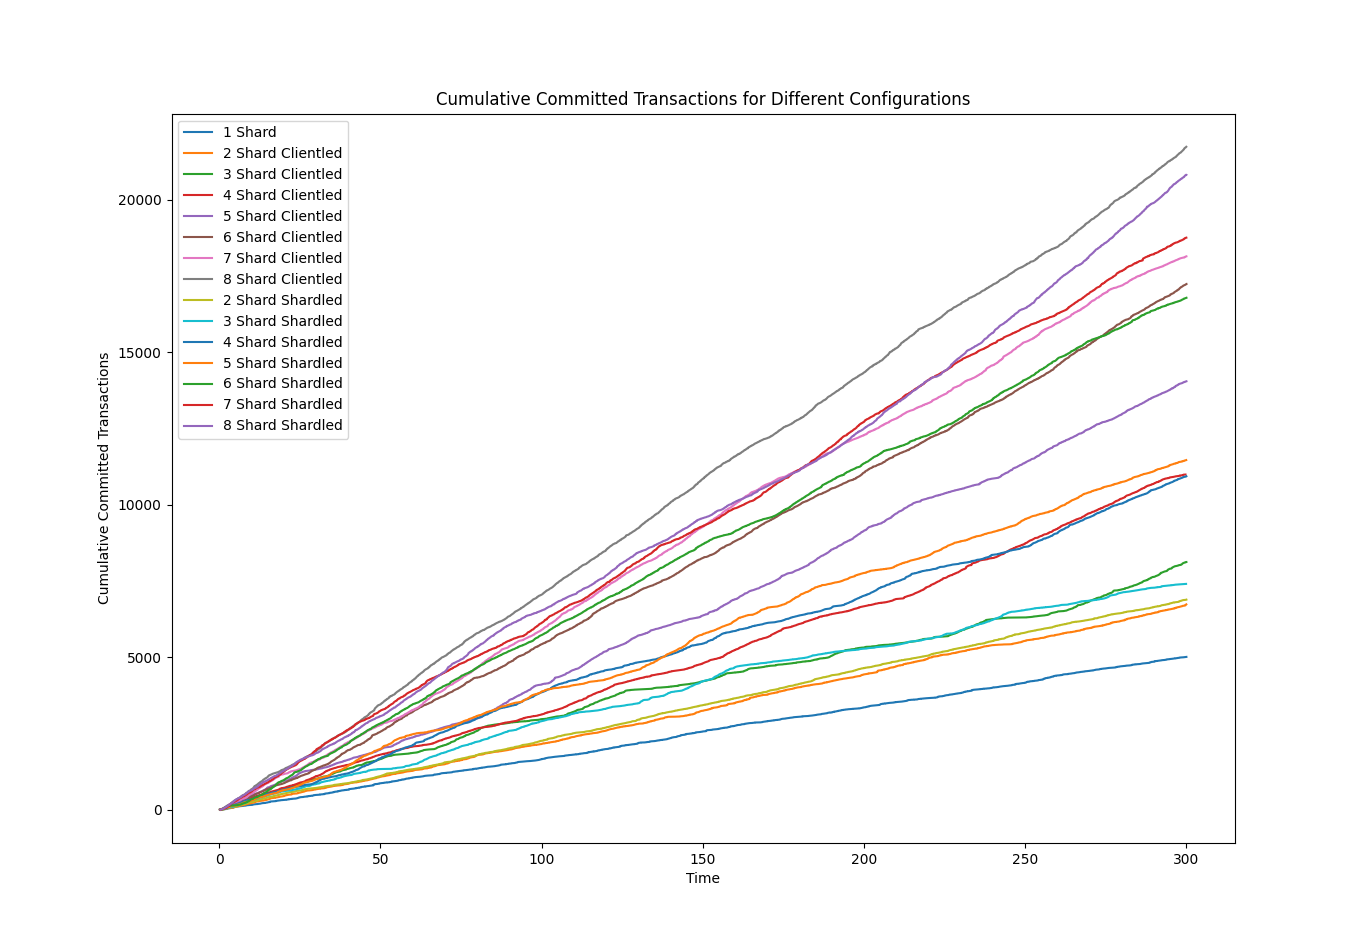 Cumulative Committed Transactions for Different Configurations
1 Shard
2 Shard Clientled
3 Shard Clientled
4 Shard Clientled
5 Shard Clientled
6 Shard Clientled
7 Shard Clientled
8 Shard Clientled
2 Shard Shardled
3 Shard Shardled
4 Shard Shardled
5 Shard Shardled
6 Shard Shardled
7 Shard Shardled
8 Shard Shardled
Cumulative Committed Transactions
20000
15000
10000
5000
0
0 50 100 150 200 250 300
Time